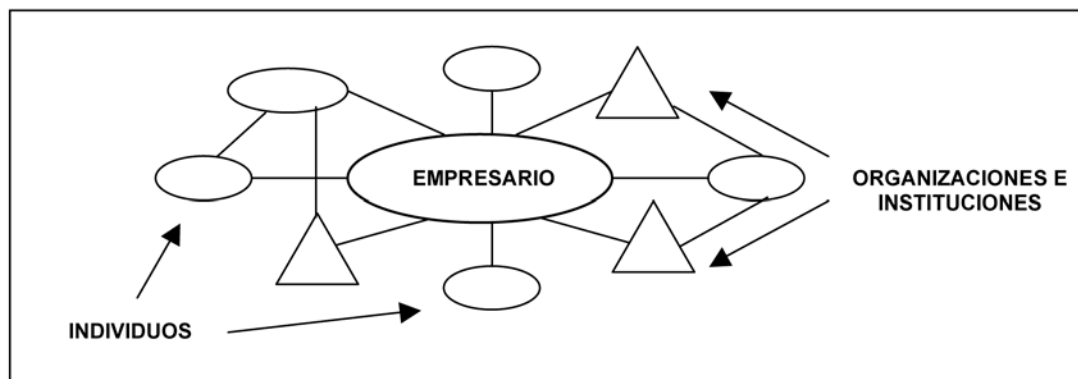 EMPRESARIO
ORGANIZACIONES E
INSTITUCIONES
INDIVIDUOS